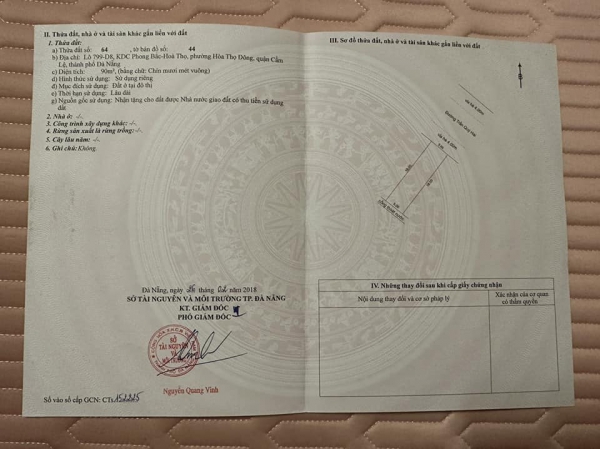 II. Thửa đất, nhà ở và tài sản khác gắn liền với đất
1. Thửa đất:
a) Thửa đất số: 64 , tờ bản đồ số: 44
b) Địa chỉ: Lô 799-D8, KDC Phong Bắc-Hoà Thọ, phường Hòa Thọ Đông, quận Cẩm
Lệ, thành phố Đà Nẵng
c) Diện tích: 90m², (bằng chữ: Chín mươi mét vuông)
d) Hình thức sử dụng: Sử dụng riêng
đ) Mục đích sử dụng: Đất ở tại đô thị
e) Thời hạn sử dụng: Lâu dài
g) Nguồn gốc sử dụng: Nhận tặng cho đất được Nhà nước giao đất có thu tiền sử dụng
đất
2. Nhà ở: -/-
3. Công trình xây dựng khác: -/-
4. Rừng sản xuất là rừng trồng: -/-
5. Cây lâu năm: -/-
6. Ghi chú: Không.
Đà Nẵng, ngày tháng năm 2018
SỞ TÀI NGUYÊN VÀ MÔI TRƯỜNG TP. ĐÀ NẴNG
KT. GIÁM ĐỐC
PHÓ GIÁM ĐỐC
SỞ
TÀI NGUYÊN
VÀ
Nguyễn Quang Vinh
Số vào sổ cấp GCN: CTs
III. Sơ đồ thửa đất, nhà ở và tài sản khác gắn liền với đất
IV. Những thay đổi sau khi cấp giấy chứng nhận
Nội dung thay đổi và cơ sở pháp lý
Xác nhận của cơ quan
có thẩm quyền